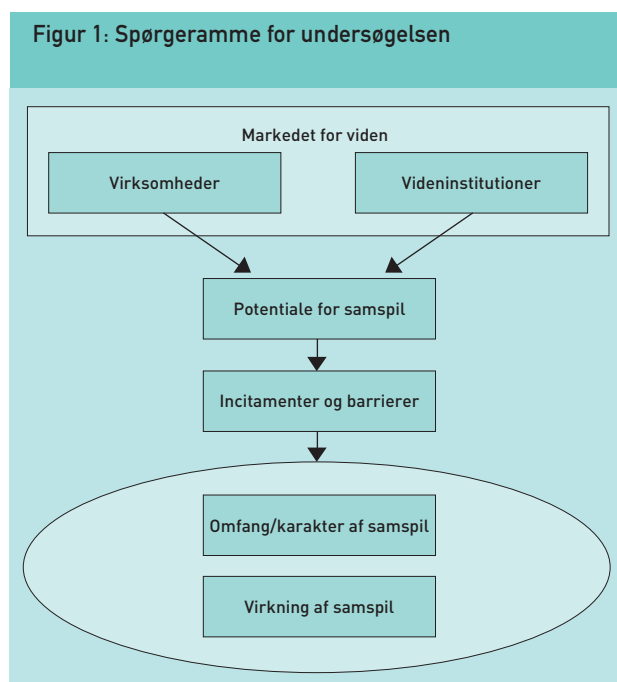 Figur 1: Spørgeramme for undersøgelsen
Markedet for viden
Virksomheder
Videninstitutioner
Potentiale for samspil
Incitamenter og barrierer
Omfang/karakter af samspil
Virkning af samspil